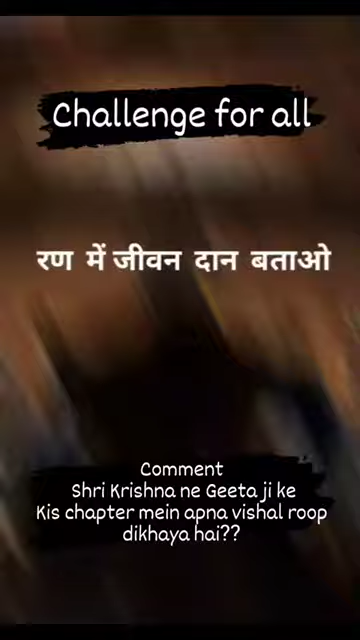 Challenge for all
रण में जीवन दान बताओ
Comment
Shri Krishna ne Geeta ji ke
Kis chapter mein apna vishal roop
dikhaya hai??